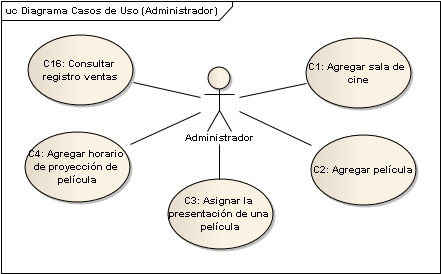 uc Diagrama Casos de Uso (Administrador)
C16: Consultar
registro ventas
C1: Agregar sala de
cine
Administrador
C4: Agregar horario
de proyección de
película
C2: Agregar película
C3: Asignar la
presentación de una
película